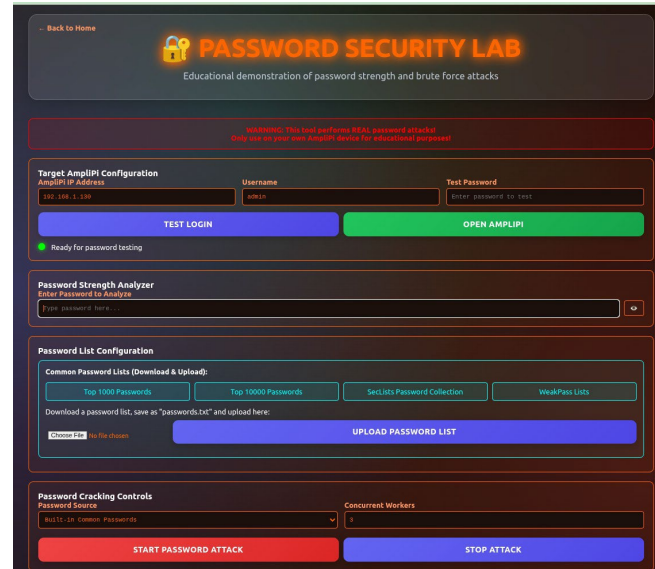 ← Back to Home
🔐 PASSWORD SECURITY LAB
Educational demonstration of password strength and brute force attacks
WARNING: This tool performs REAL password attacks!
Only use on your own AmpliPi device for educational purposes!
Target AmpliPi Configuration
AmpliPi IP Address Username Test Password
192.168.1.130 admin Enter password to test
TEST LOGIN OPEN AMPLIPI
Ready for password testing
Password Strength Analyzer
Enter Password to Analyze
Type password here...
Password List Configuration
Common Password Lists (Download & Upload):
Top 1000 Passwords Top 10000 Passwords SecLists Password Collection WeakPass Lists
Download a password list, save as "passwords.txt" and upload here:
Choose File No file chosen UPLOAD PASSWORD LIST
Password Cracking Controls
Password Source Concurrent Workers
Built-in Common Passwords 3
START PASSWORD ATTACK STOP ATTACK